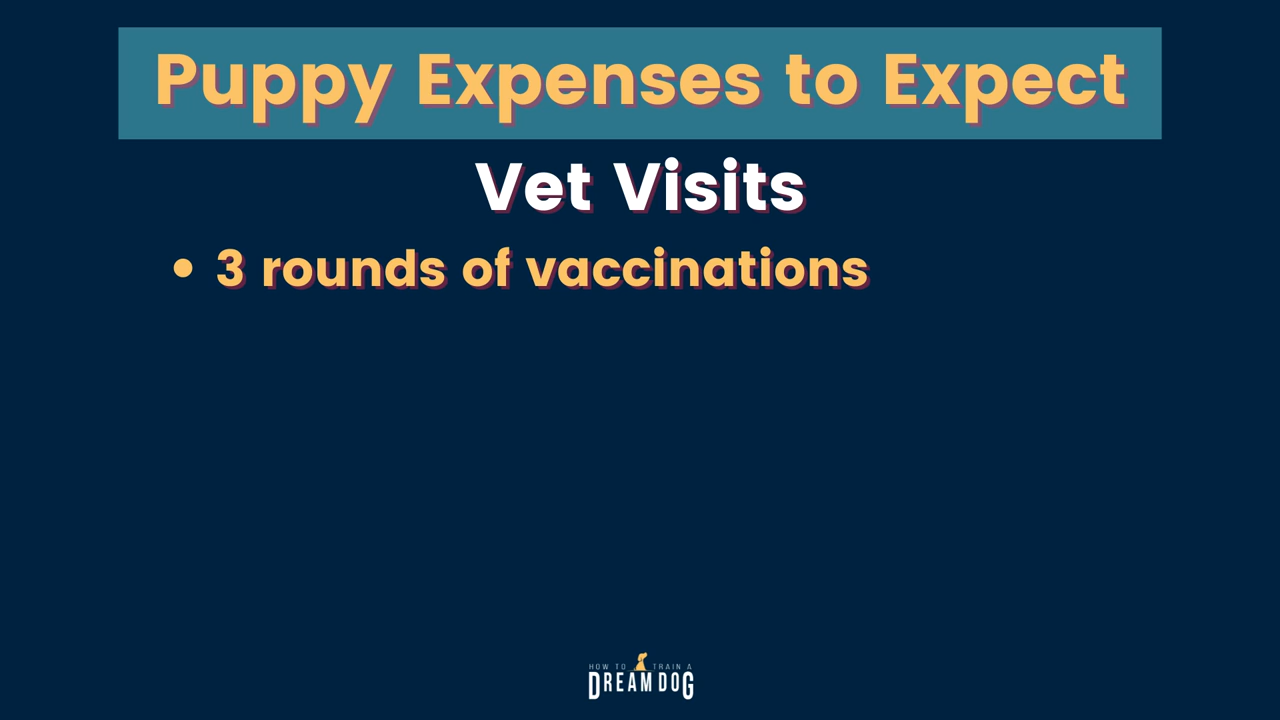 Puppy Expenses to Expect
Vet Visits
• 3 rounds of vaccinations
HOW TO TRAIN A
DREAM DOG